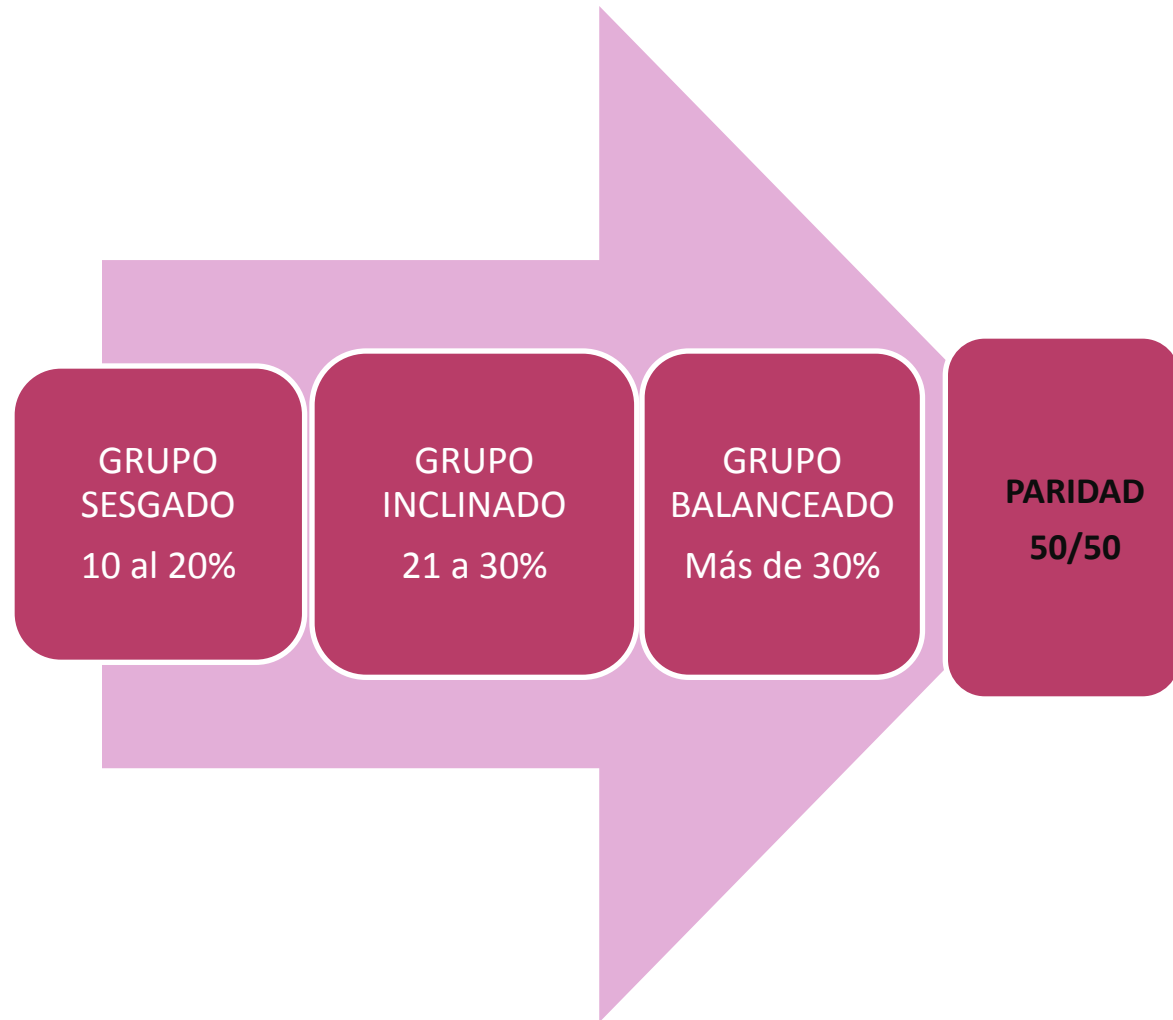 GRUPO
SESGADO
10 al 20%
GRUPO
INCLINADO
21 a 30%
GRUPO
BALANCEADO
Más de 30%
PARIDAD
50/50